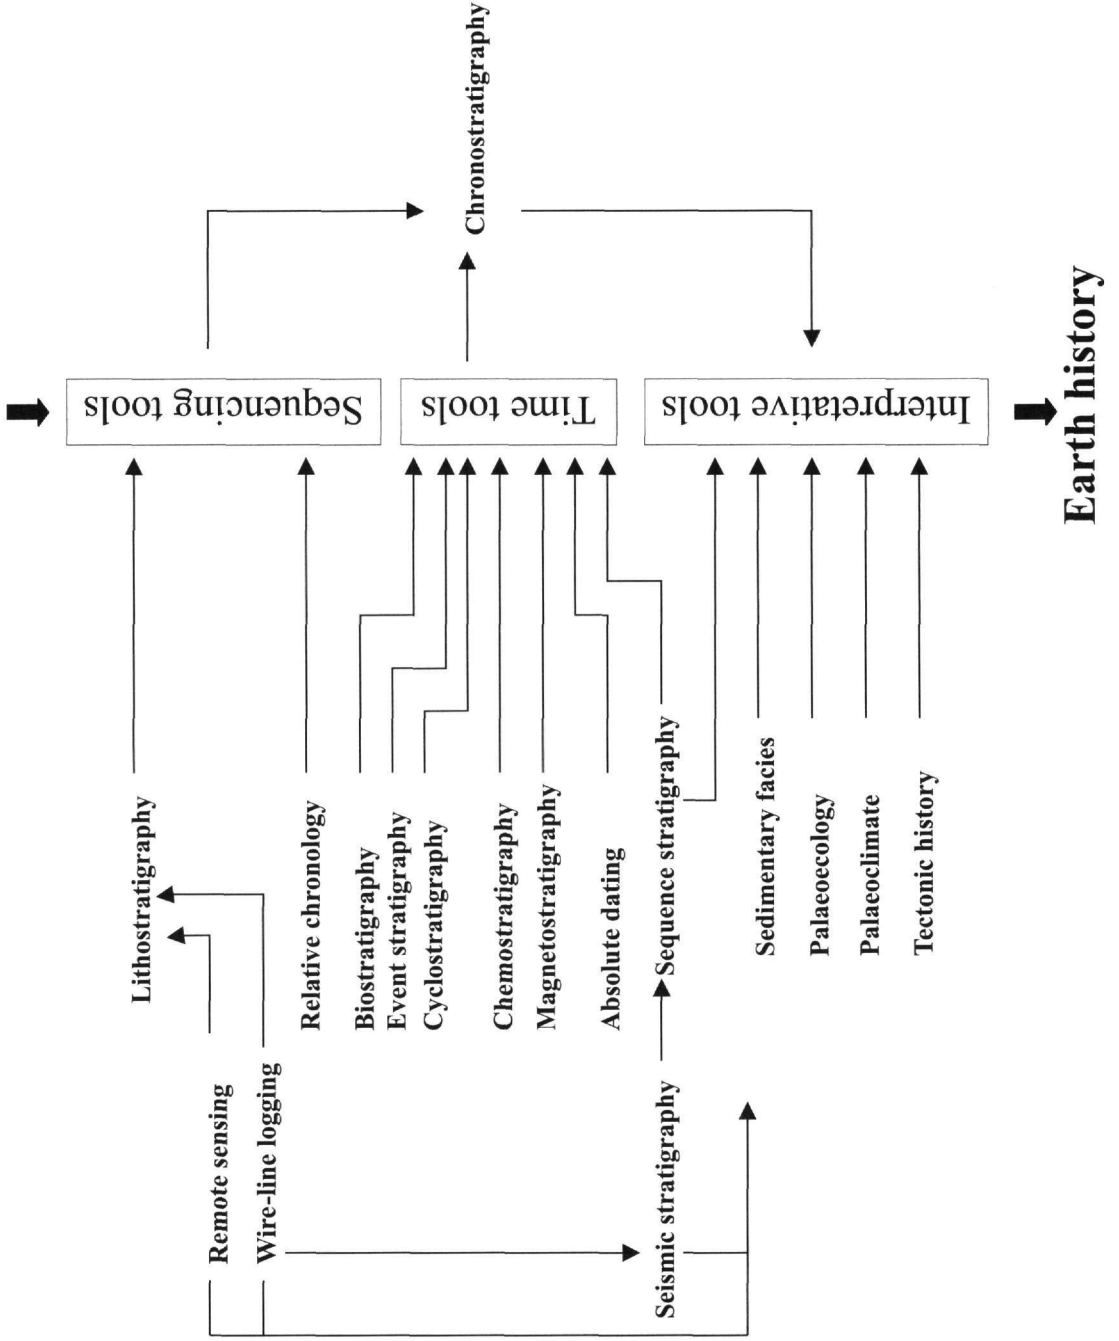 Remote sensing
Wire-line logging
Seismic stratigraphy
Lithostratigraphy
Relative chronology
Biostratigraphy
Event stratigraphy
Cyclostratigraphy
Chemostratigraphy
Magnetostratigraphy
Absolute dating
Sequence stratigraphy
Sedimentary facies
Palaeoecology
Palaeoclimate
Tectonic history
Sequencing tools
Time tools
Interpretative tools
Earth history
Chronostratigraphy